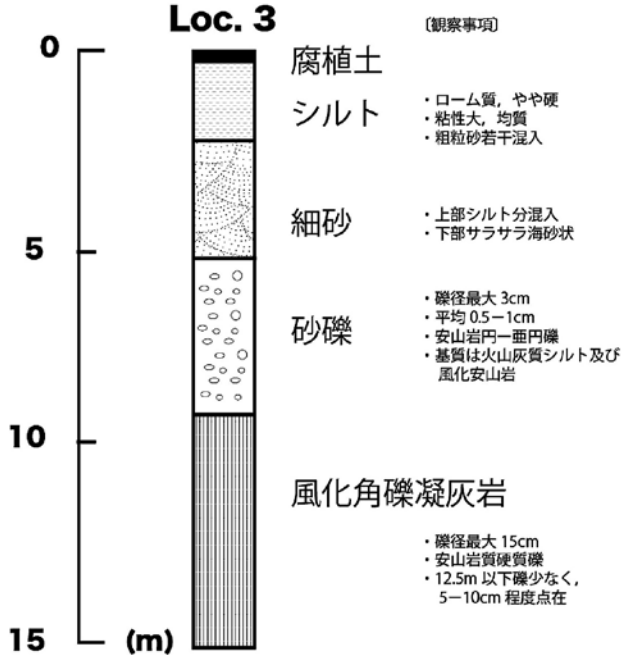 Loc. 3
〔観察事項〕
0
腐植土
シルト
・ローム質，やや硬
・粘性大，均質
・粗粒砂若干混入
細砂
・上部シルト分混入
・下部サラサラ海砂状
5
砂礫
・礫径最大 3cm
・平均 0.5－1cm
・安山岩円ー亜円礫
・基質は火山灰質シルト及び
風化安山岩
10
風化角礫凝灰岩
・礫径最大 15cm
・安山岩質硬質礫
・12.5m 以下礫少なく，
5－10cm 程度点在
15
(m)